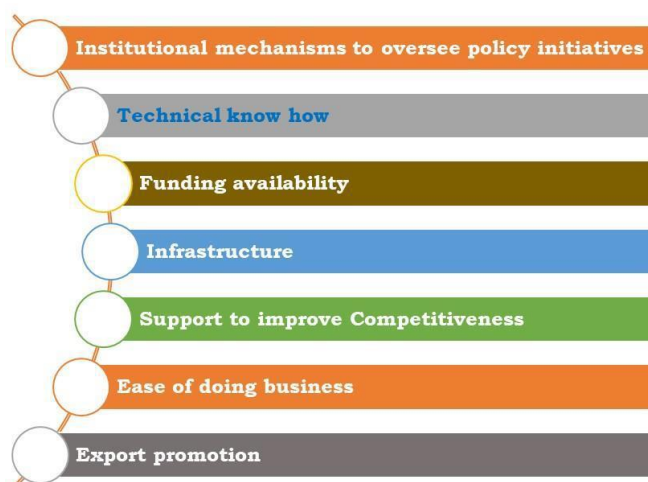 Institutional mechanisms to oversee policy initiatives
Technical know how
Funding availability
Infrastructure
Support to improve Competitiveness
Ease of doing business
Export promotion